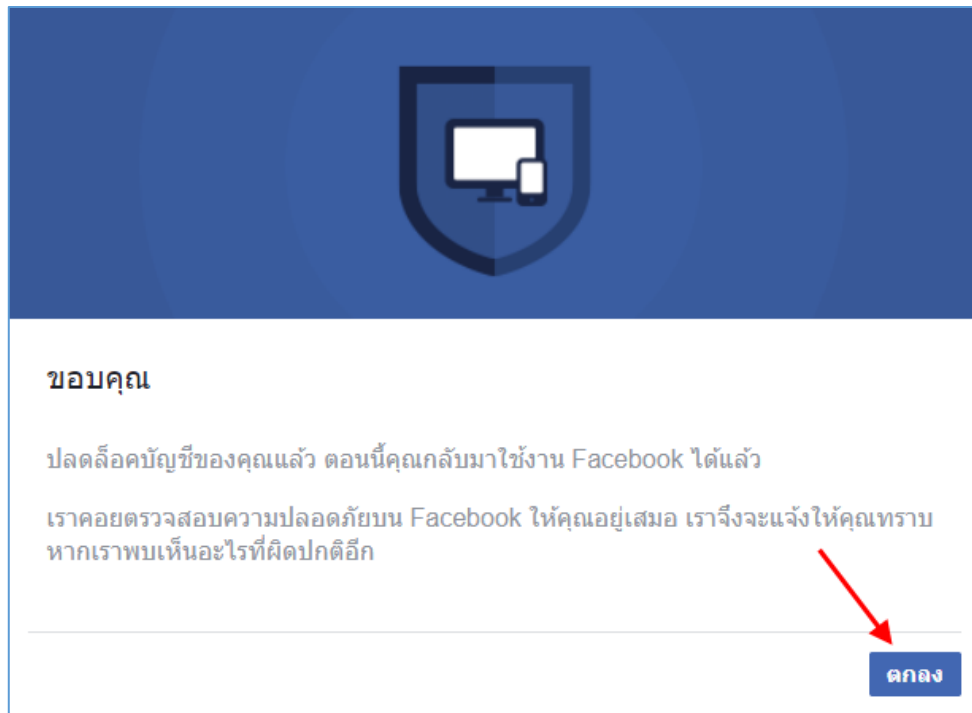 ขอบคุณ
ปลดล็อคบัญชีของคุณแล้ว ตอนนี้คุณกลับมาใช้งาน Facebook ได้แล้ว
เราคอยตรวจสอบความปลอดภัยบน Facebook ให้คุณอยู่เสมอ เราจึงจะแจ้งให้คุณทราบ
หากเราพบเห็นอะไรที่ผิดปกติอีก
ตกลง